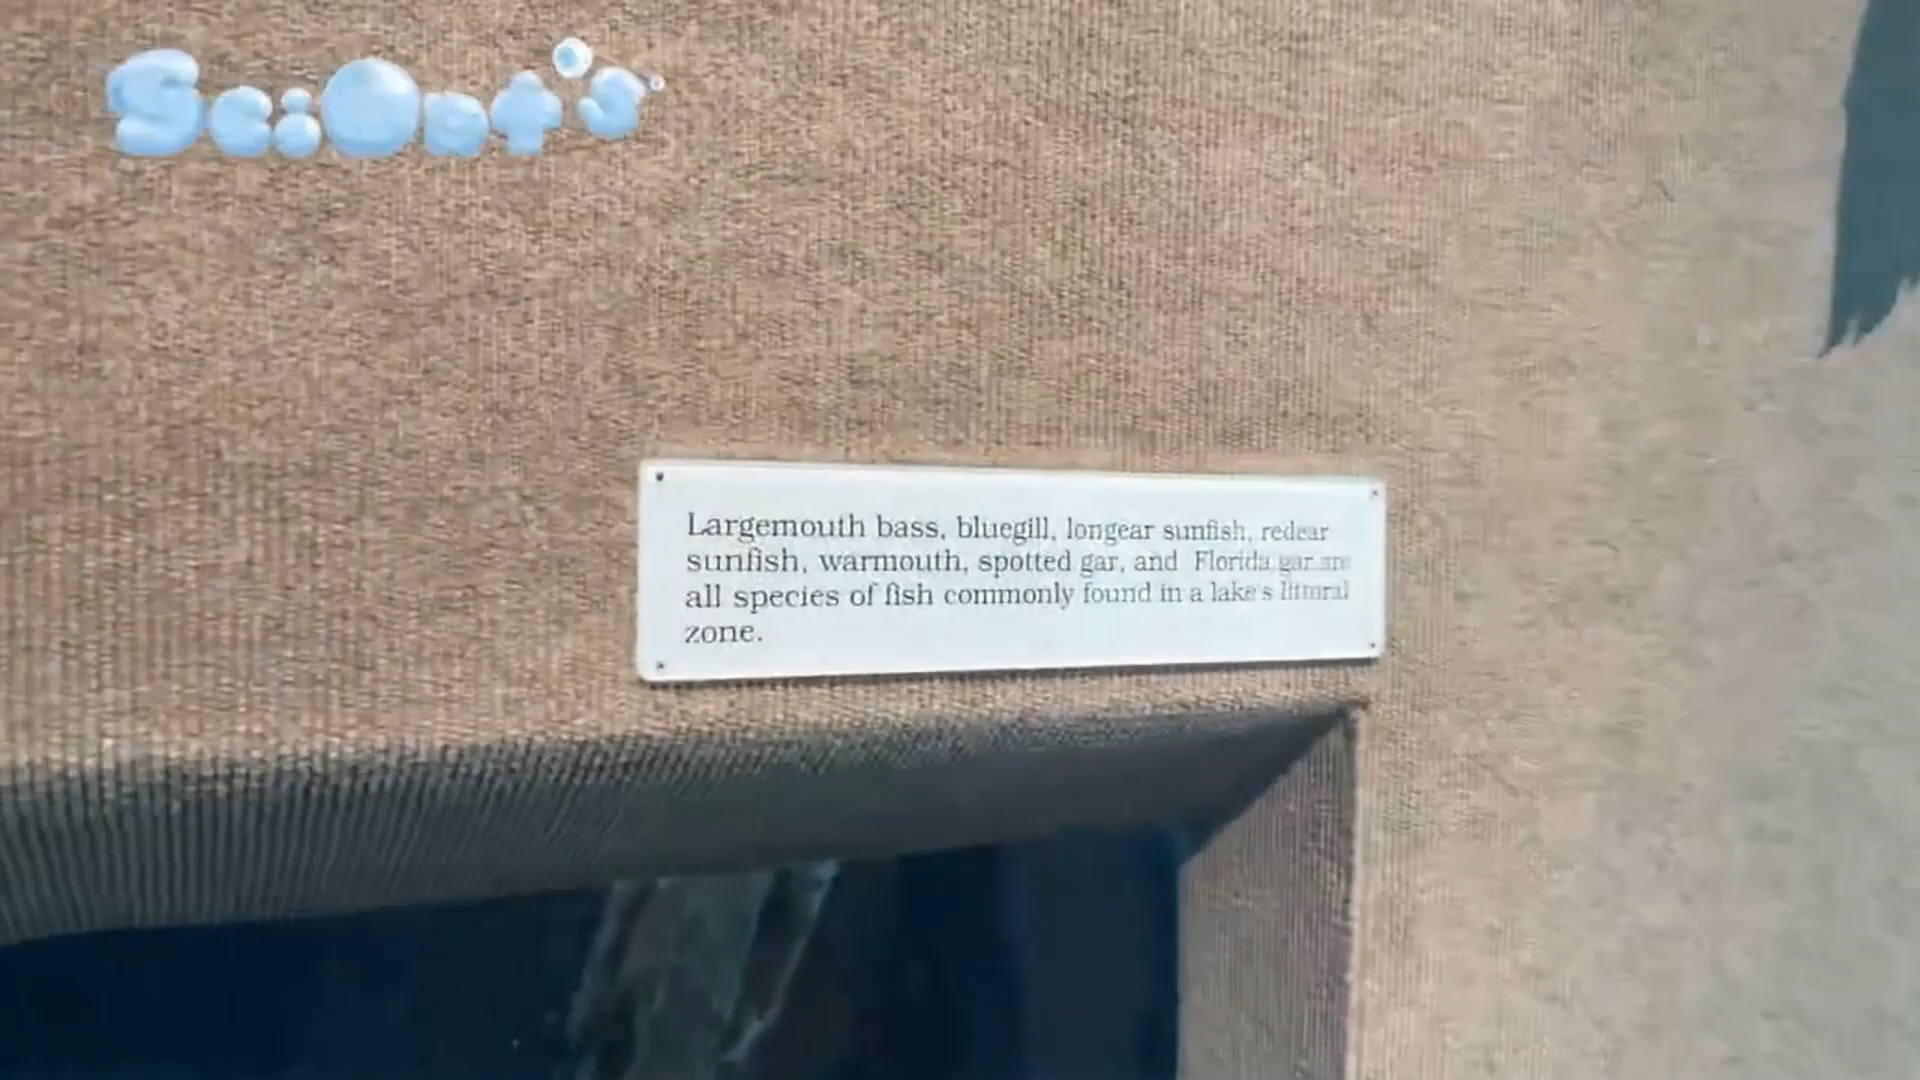 SciOnt's
Largemouth bass, bluegill, longear sunfish, redear
sunfish, warmouth, spotted gar, and Florida gar are
all species of fish commonly found in a lake's littoral
zone.